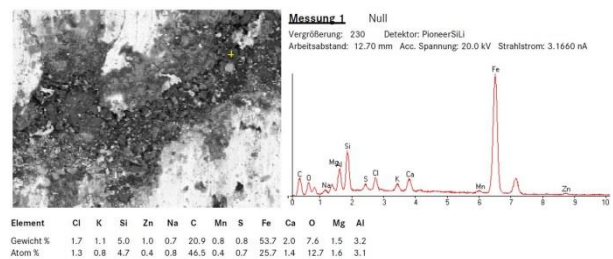 Messung 1 Null
Vergrößerung: 230 Detektor: PioneerSiLi
Arbeitsabstand: 12.70 mm Acc. Spannung: 20.0 kV Strahlstrom: 3.1660 nA
Fe
Si
Mg Al
C O Na S Cl K Ca Mn Zn
0 1 2 3 4 5 6 7 8 9 10
Element Cl K Si Zn Na C Mn S Fe Ca O Mg Al
Gewicht % 1.7 1.1 5.0 1.0 0.7 20.9 0.8 0.8 53.7 2.0 7.6 1.5 3.2
Atom % 1.3 0.8 4.7 0.4 0.8 46.5 0.4 0.7 25.7 1.4 12.7 1.6 3.1